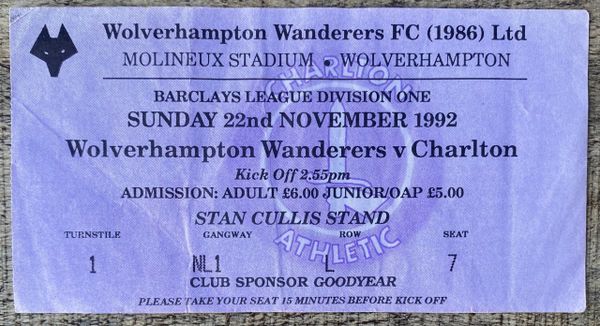 Wolverhampton Wanderers FC (1986) Ltd
MOLINEUX STADIUM • WOLVERHAMPTON
CHARLTON
BARCLAYS LEAGUE DIVISION ONE
SUNDAY 22nd NOVEMBER 1992
Wolverhampton Wanderers v Charlton
Kick Off 2.55pm
ADMISSION: ADULT £6.00 JUNIOR/OAP £5.00
STAN CULLIS STAND
ATHLETIC
TURNSTILE GANGWAY ROW SEAT
1 NL1 L 7
CLUB SPONSOR GOODYEAR
PLEASE TAKE YOUR SEAT 15 MINUTES BEFORE KICK OFF